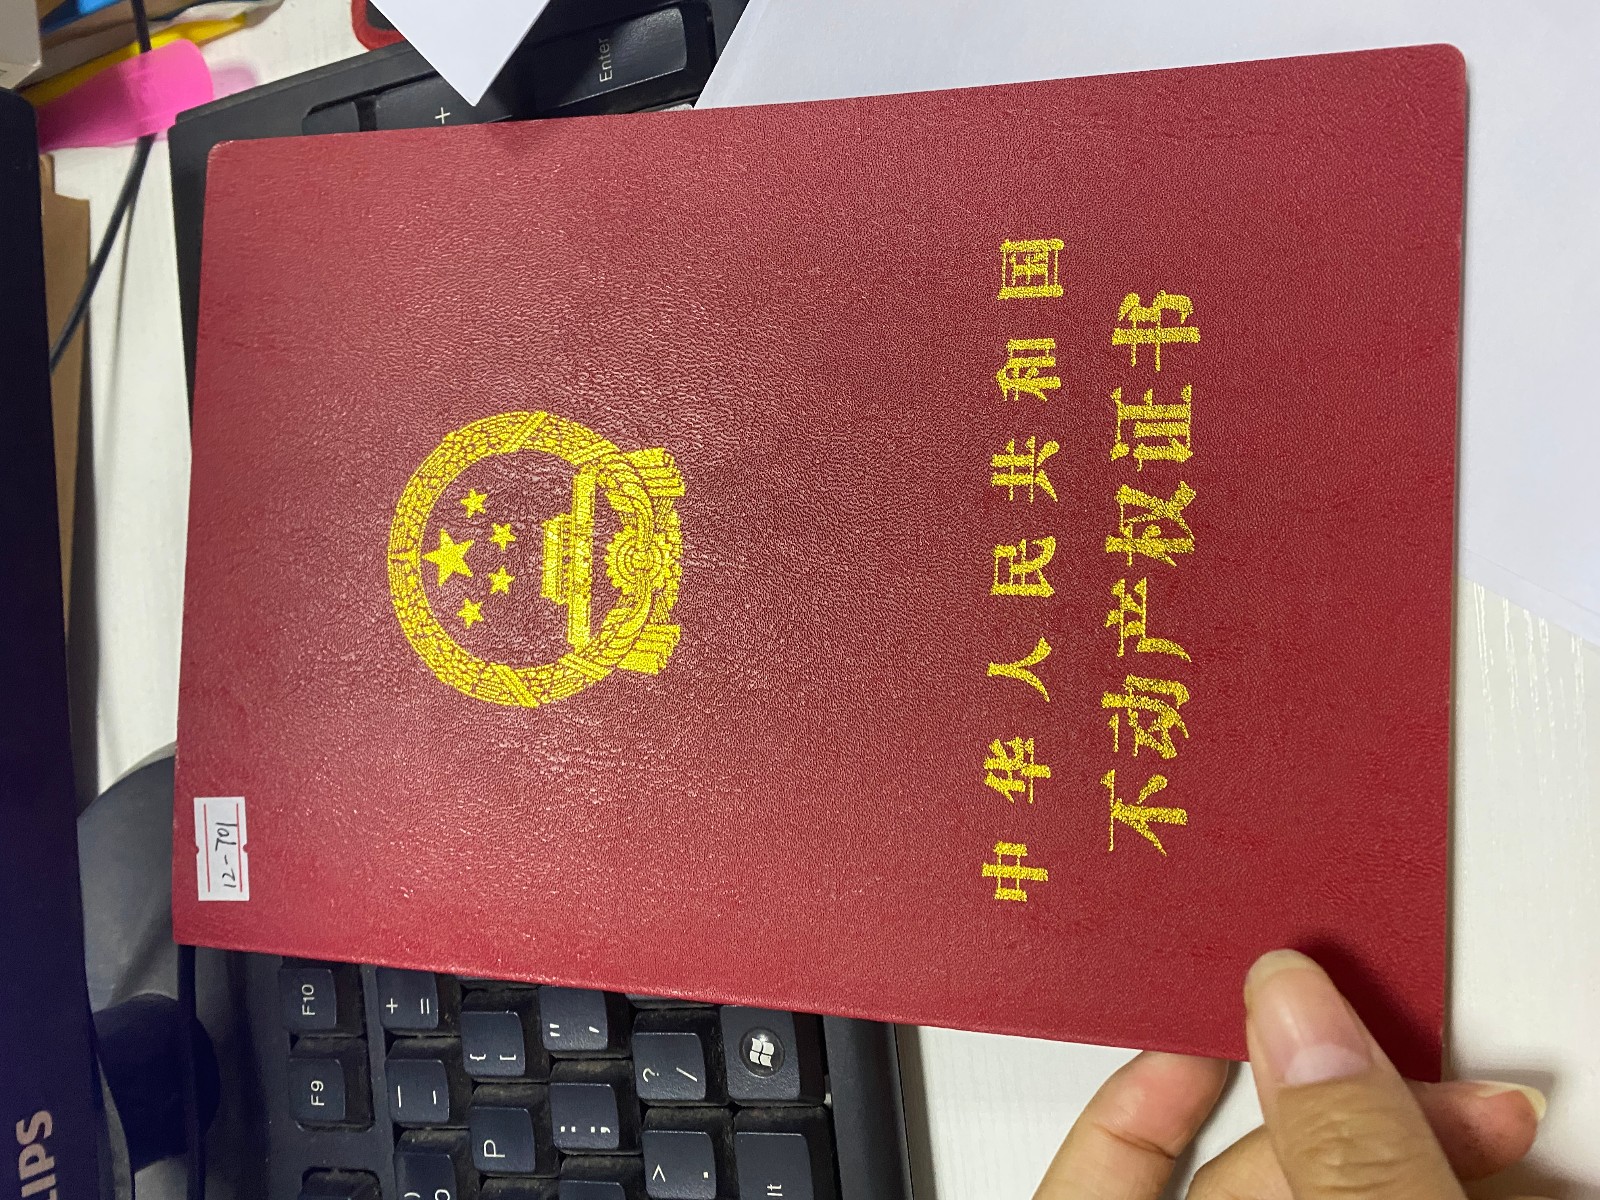 12-701
中华人民共和国
不动产权证书
Enter
+
F10
F9
+ =
— -
{ [
P
" '
: ;
? /
> .
lt
LIPS